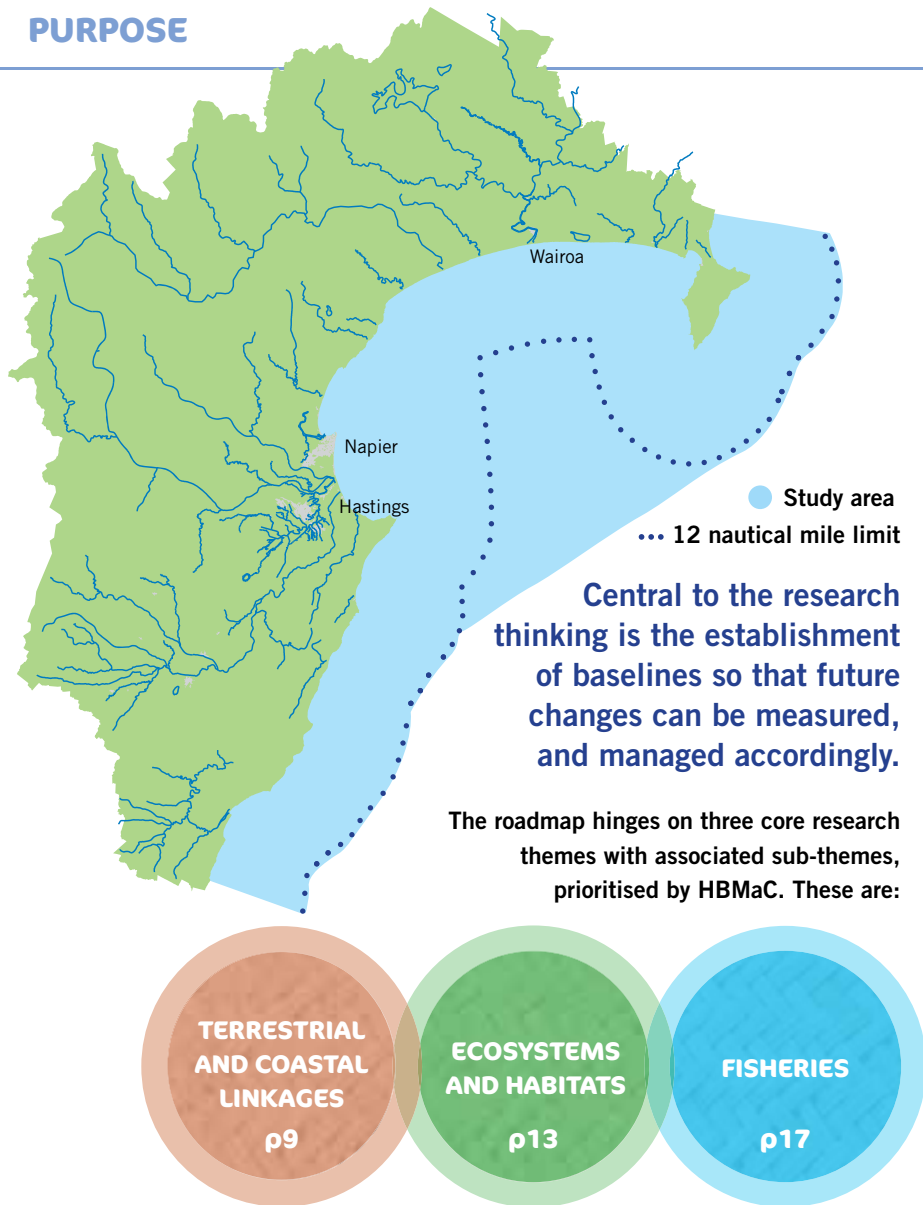 PURPOSE
Wairoa
Napier
Hastings
Study area
12 nautical mile limit
Central to the research
thinking is the establishment
of baselines so that future
changes can be measured,
and managed accordingly.
The roadmap hinges on three core research
themes with associated sub-themes,
prioritised by HBMaC. These are:
TERRESTRIAL
AND COASTAL
LINKAGES
p9
ECOSYSTEMS
AND HABITATS
p13
FISHERIES
p17